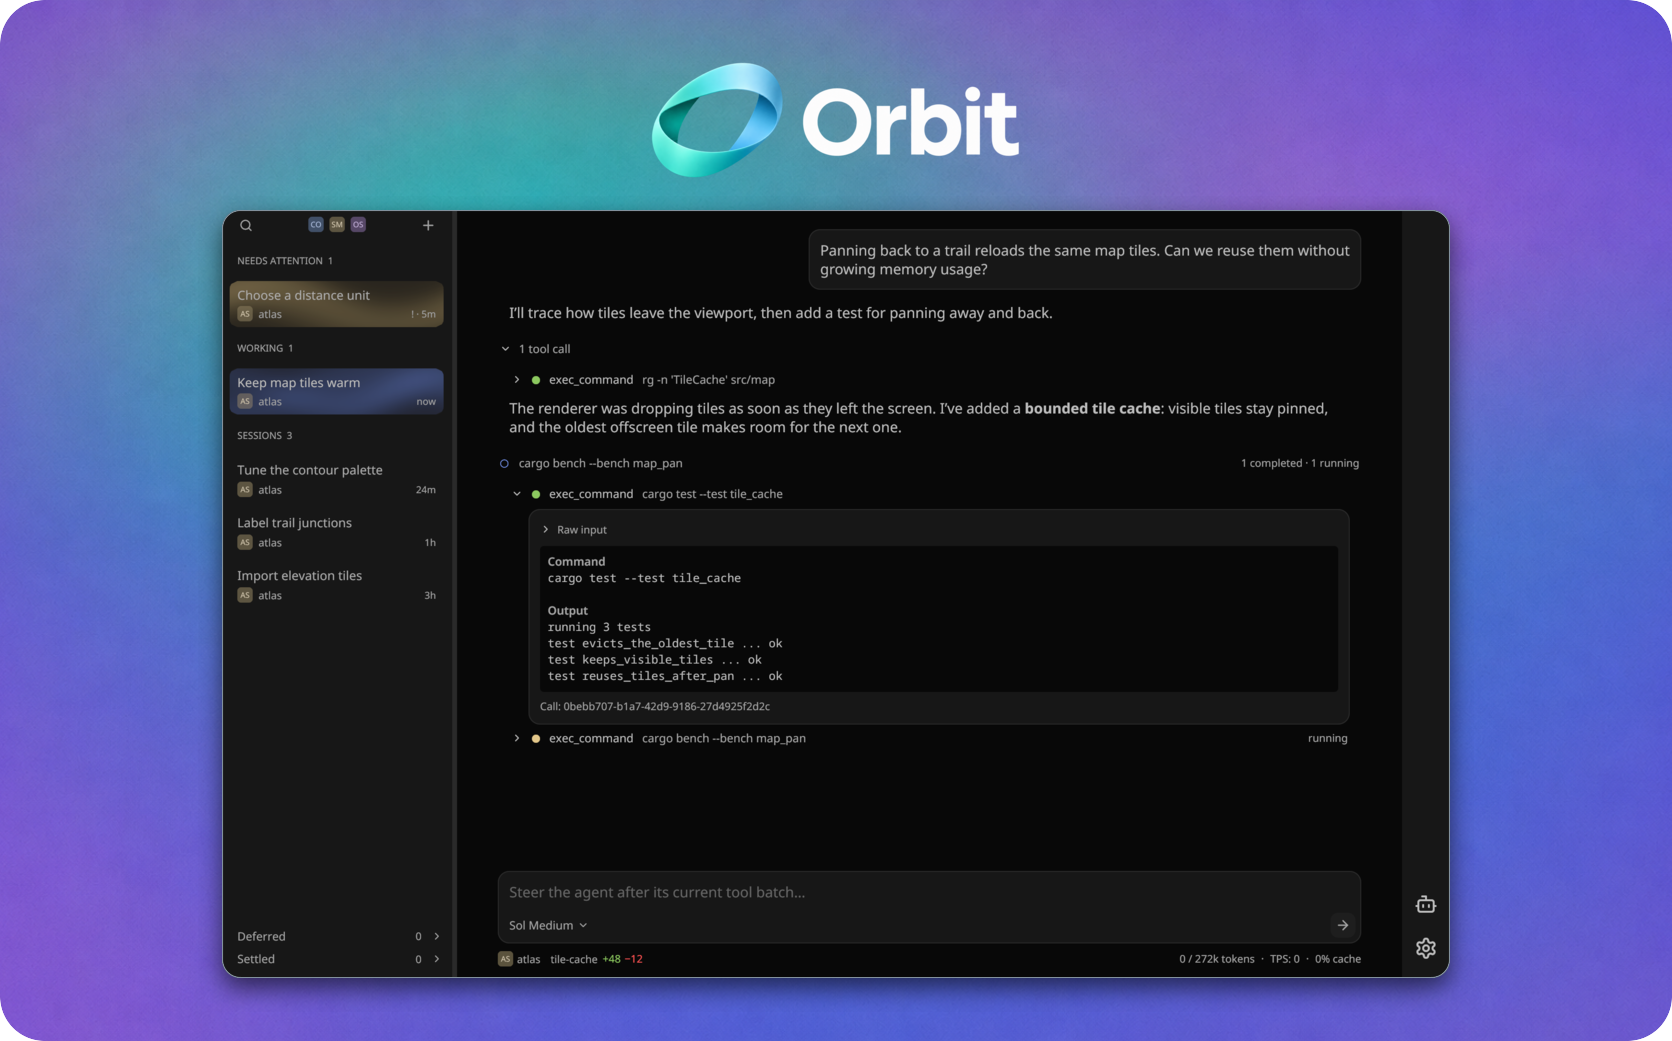 Orbit
CO SM OS
NEEDS ATTENTION 1
Choose a distance unit
AS atlas ! · 5m
WORKING 1
Keep map tiles warm
AS atlas now
SESSIONS 3
Tune the contour palette
AS atlas 24m
Label trail junctions
AS atlas 1h
Import elevation tiles
AS atlas 3h
Deferred 0
Settled 0
Panning back to a trail reloads the same map tiles. Can we reuse them without
growing memory usage?
I'll trace how tiles leave the viewport, then add a test for panning away and back.
1 tool call
exec_command rg -n 'TileCache' src/map
The renderer was dropping tiles as soon as they left the screen. I've added a bounded tile cache: visible tiles stay pinned,
and the oldest offscreen tile makes room for the next one.
cargo bench --bench map_pan 1 completed · 1 running
exec_command cargo test --test tile_cache
Raw input
Command
cargo test --test tile_cache
Output
running 3 tests
test evicts_the_oldest_tile ... ok
test keeps_visible_tiles ... ok
test reuses_tiles_after_pan ... ok
Call: 0bebb707-b1a7-42d9-9186-27d4925f2d2c
exec_command cargo bench --bench map_pan running
Steer the agent after its current tool batch...
Sol Medium
AS atlas tile-cache +48 −12 0 / 272k tokens · TPS: 0 · 0% cache